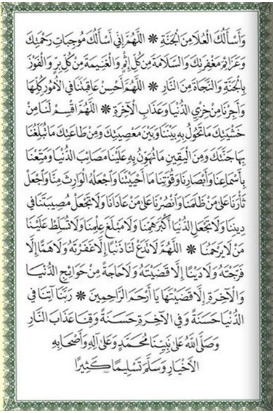 وَأَسْأَلُكَ الْعُلَا مِنَ الْجَنَّةِ ❋ اللَّهُمَّ إِنِّي أَسْأَلُكَ مُوجِبَاتِ رَحْمَتِكَ
وَعَزَائِمَ مَغْفِرَتِكَ وَالسَّلَامَةَ مِنْ كُلِّ إِثْمٍ وَالْغَنِيمَةَ مِنْ كُلِّ بِرٍّ وَالْفَوْزَ
بِالْجَنَّةِ وَالنَّجَاةَ مِنَ النَّارِ ❋ اللَّهُمَّ أَحْسِنْ عَاقِبَتَنَا فِي الْأُمُورِ كُلِّهَا
وَأَجِرْنَا مِنْ خِزْيِ الدُّنْيَا وَعَذَابِ الْآخِرَةِ ❋ اللَّهُمَّ اقْسِمْ لَنَا مِنْ
خَشْيَتِكَ مَا تَحُولُ بِهِ بَيْنَنَا وَبَيْنَ مَعْصِيَتِكَ وَمِنْ طَاعَتِكَ مَا تُبَلِّغُنَا
بِهَا جَنَّتَكَ وَمِنَ الْيَقِينِ مَا تُهَوِّنُ بِهِ عَلَيْنَا مَصَائِبَ الدُّنْيَا وَمَتِّعْنَا
بِأَسْمَاعِنَا وَأَبْصَارِنَا وَقُوَّتِنَا مَا أَحْيَيْتَنَا وَاجْعَلْهُ الْوَارِثَ مِنَّا وَاجْعَلْ
ثَأْرَنَا عَلَى مَنْ ظَلَمَنَا وَانْصُرْنَا عَلَى مَنْ عَادَانَا وَلَا تَجْعَلْ مُصِيبَتَنَا فِي
دِينِنَا وَلَا تَجْعَلِ الدُّنْيَا أَكْبَرَ هَمِّنَا وَلَا مَبْلَغَ عِلْمِنَا وَلَا تُسَلِّطْ عَلَيْنَا
مَنْ لَا يَرْحَمُنَا ❋ اللَّهُمَّ لَا تَدَعْ لَنَا ذَنْبًا إِلَّا غَفَرْتَهُ وَلَا هَمًّا إِلَّا
فَرَّجْتَهُ وَلَا دَيْنًا إِلَّا قَضَيْتَهُ وَلَا حَاجَةً مِنْ حَوَائِجِ الدُّنْيَا
وَالْآخِرَةِ إِلَّا قَضَيْتَهَا يَا أَرْحَمَ الرَّاحِمِينَ ❋ رَبَّنَا آتِنَا فِي
الدُّنْيَا حَسَنَةً وَفِي الْآخِرَةِ حَسَنَةً وَقِنَا عَذَابَ النَّارِ
وَصَلَّى اللَّهُ عَلَى نَبِيِّنَا مُحَمَّدٍ وَعَلَى آلِهِ وَأَصْحَابِهِ
الْأَخْيَارِ وَسَلَّمَ تَسْلِيمًا كَثِيرًا